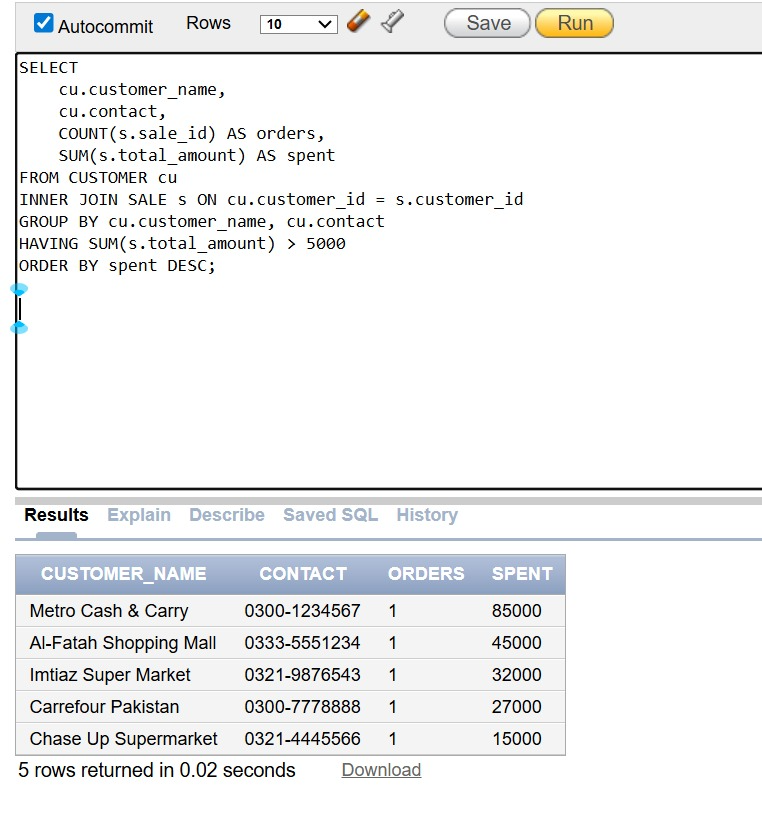 Autocommit Rows 10 Save Run
SELECT
    cu.customer_name,
    cu.contact,
    COUNT(s.sale_id) AS orders,
    SUM(s.total_amount) AS spent
FROM CUSTOMER cu
INNER JOIN SALE s ON cu.customer_id = s.customer_id
GROUP BY cu.customer_name, cu.contact
HAVING SUM(s.total_amount) > 5000
ORDER BY spent DESC;
Results Explain Describe Saved SQL History
CUSTOMER_NAME CONTACT ORDERS SPENT
Metro Cash & Carry 0300-1234567 1 85000
Al-Fatah Shopping Mall 0333-5551234 1 45000
Imtiaz Super Market 0321-9876543 1 32000
Carrefour Pakistan 0300-7778888 1 27000
Chase Up Supermarket 0321-4445566 1 15000
5 rows returned in 0.02 seconds Download